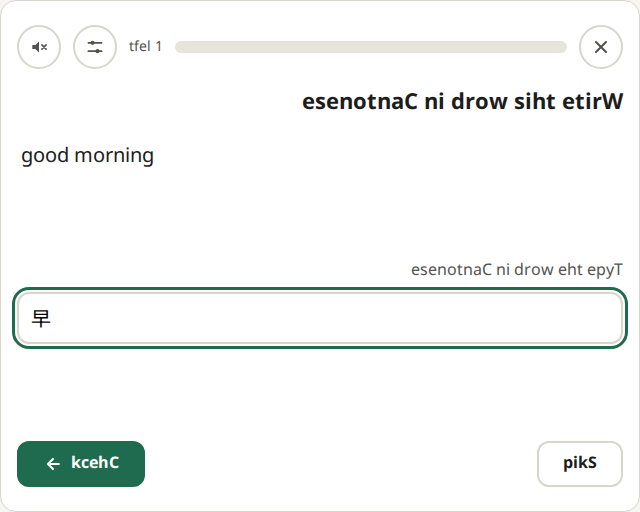 tfel 1
esenotnaC ni drow siht etirW
good morning
esenotnaC ni drow eht epyT
早
kcehC
pikS